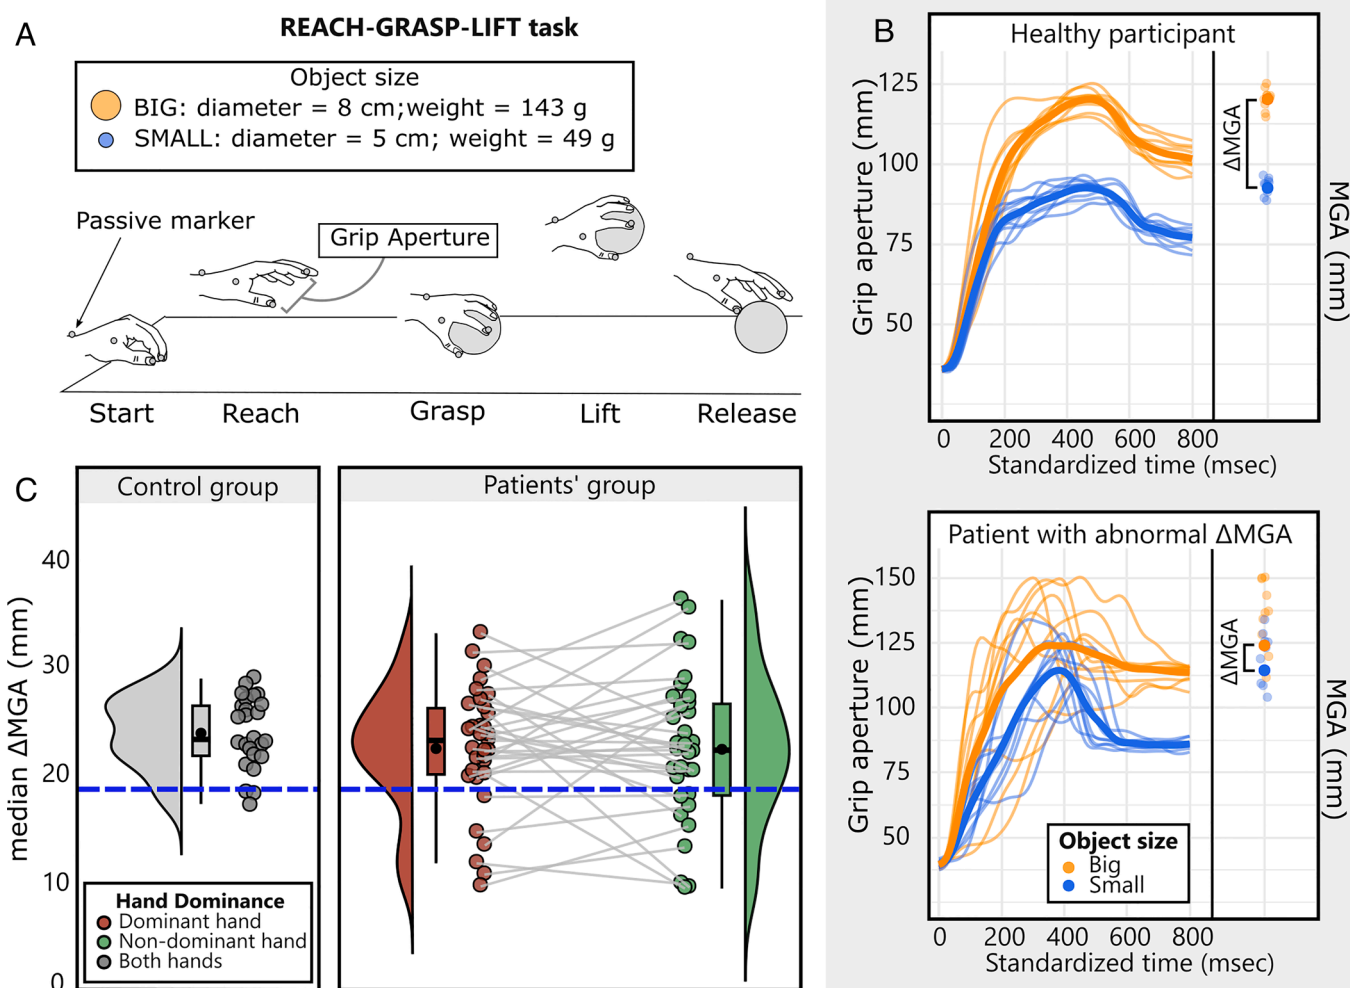 A
REACH-GRASP-LIFT task
Object size
BIG: diameter = 8 cm;weight = 143 g
SMALL: diameter = 5 cm; weight = 49 g
Passive marker
Grip Aperture
Start Reach Grasp Lift Release
B
Healthy participant
Grip aperture (mm)
125
100
75
50
ΔMGA
MGA (mm)
0 200 400 600 800
Standardized time (msec)
Patient with abnormal ΔMGA
Grip aperture (mm)
150
125
100
75
50
ΔMGA
MGA (mm)
Object size
Big
Small
0 200 400 600 800
Standardized time (msec)
C
Control group
Patients' group
median ΔMGA (mm)
40
30
20
10
0
Hand Dominance
Dominant hand
Non-dominant hand
Both hands